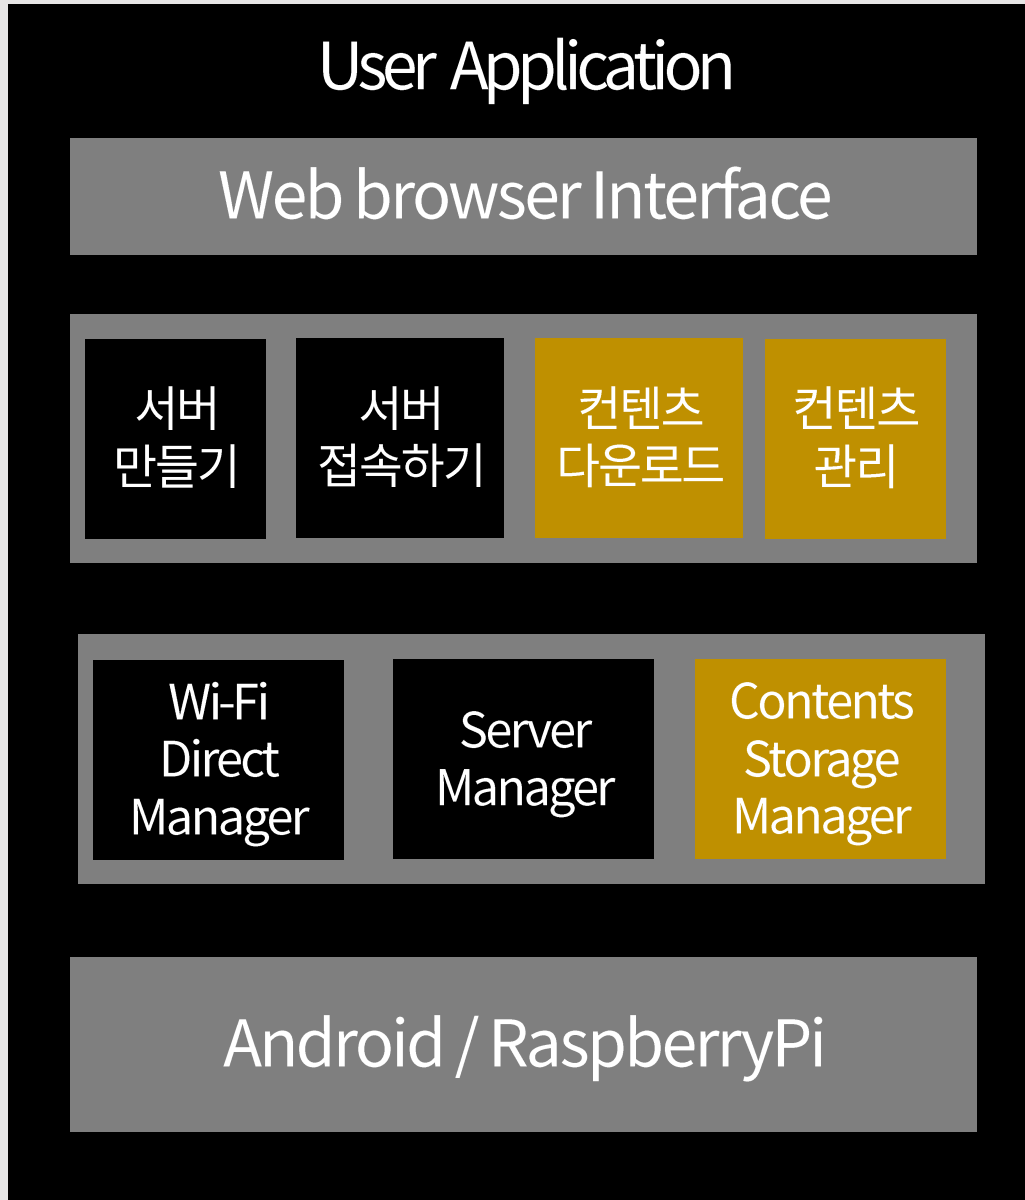 User Application
Web browser Interface
서버
만들기
서버
접속하기
컨텐츠
다운로드
컨텐츠
관리
Wi-Fi
Direct
Manager
Server
Manager
Contents
Storage
Manager
Android / RaspberryPi